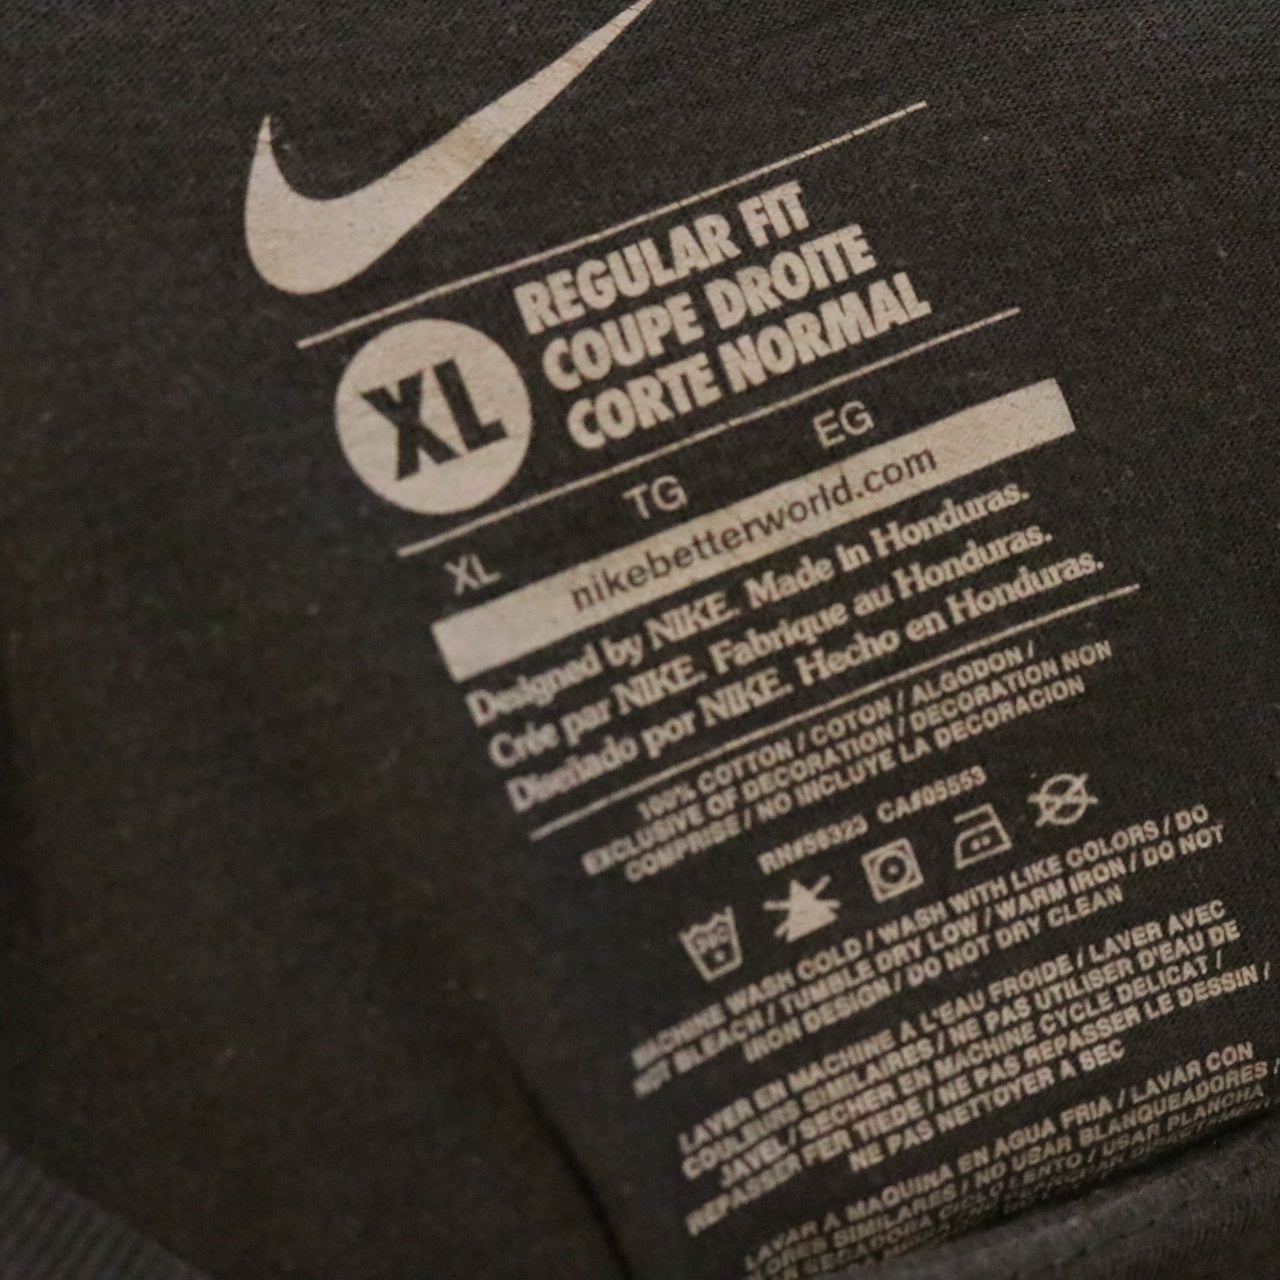 REGULAR FIT
COUPE DROITE
CORTE NORMAL
XL
XL TG EG
nikebetterworld.com
Designed by NIKE. Made in Honduras.
Crée par NIKE. Fabrique au Honduras.
Diseñado por NIKE. Hecho en Honduras.
100% COTTON / COTON / ALGODON /
EXCLUSIVE OF DECORATION / DECORATION NON
COMPRISE / NO INCLUYE LA DECORACION
RN#56323 CA#05553
MACHINE WASH COLD / WASH WITH LIKE COLORS / DO
NOT BLEACH / TUMBLE DRY LOW / WARM IRON / DO NOT
IRON DESIGN / DO NOT DRY CLEAN
LAVER EN MACHINE A L'EAU FROIDE / LAVER AVEC
COULEURS SIMILAIRES / NE PAS UTILISER D'EAU DE
JAVEL / SECHER EN MACHINE CYCLE DELICAT /
REPASSER FER TIEDE / NE PAS REPASSER LE DESSIN /
NE PAS NETTOYER A SEC
LAVAR A MAQUINA EN AGUA FRIA / LAVAR CON
ORES SIMILARES / NO USAR BLANQUEADORES /
SECADORA CICLO LENTO / USAR PLANCHA